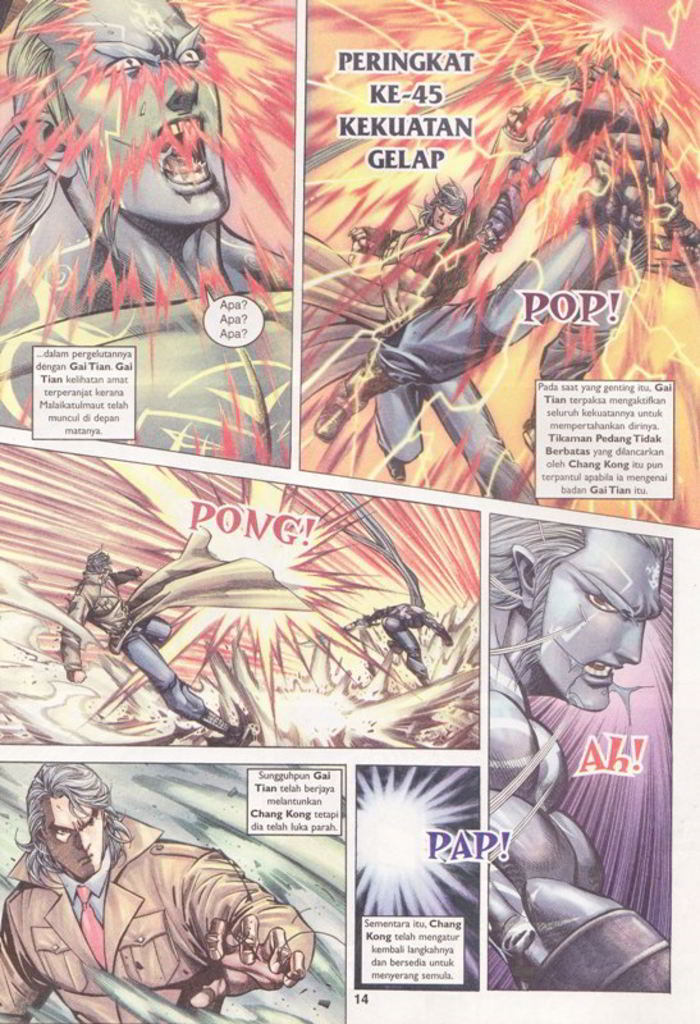 Apa?
Apa?
Apa?
...dalam pergelutannya
dengan Gai Tian. Gai
Tian kelihatan amat
terperanjat kerana
Malaikatulmaut telah
muncul di depan
matanya.
PERINGKAT
KE-45
KEKUATAN
GELAP
POP!
Pada saat yang genting itu, Gai
Tian terpaksa mengaktifkan
seluruh kekuatannya untuk
mempertahankan dirinya.
Tikaman Pedang Tidak
Berbatas yang dilancarkan
oleh Chang Kong itu pun
terpantul apabila ia mengenai
badan Gai Tian itu.
PONG!
AH!
Sungguhpun Gai
Tian telah berjaya
melantunkan
Chang Kong tetapi
dia telah luka parah.
PAP!
Sementara itu, Chang
Kong telah mengatur
kembali langkahnya
dan bersedia untuk
menyerang semula.
14